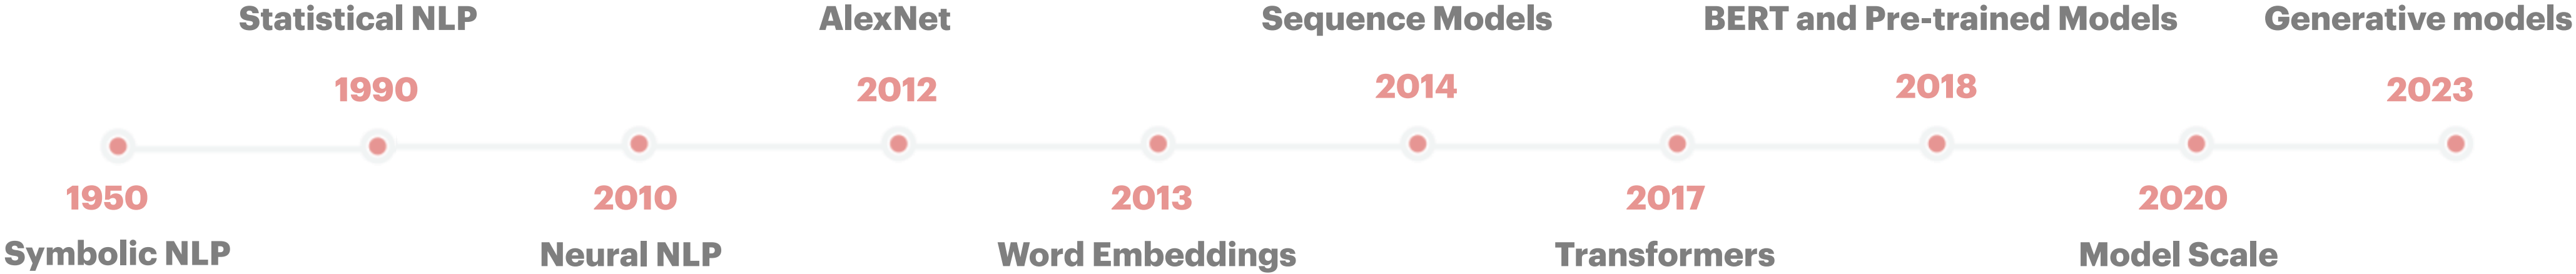 Statistical NLP
AlexNet
Sequence Models
BERT and Pre-trained Models
Generative models
1990
2012
2014
2018
2023
1950
2010
2013
2017
2020
Symbolic NLP
Neural NLP
Word Embeddings
Transformers
Model Scale